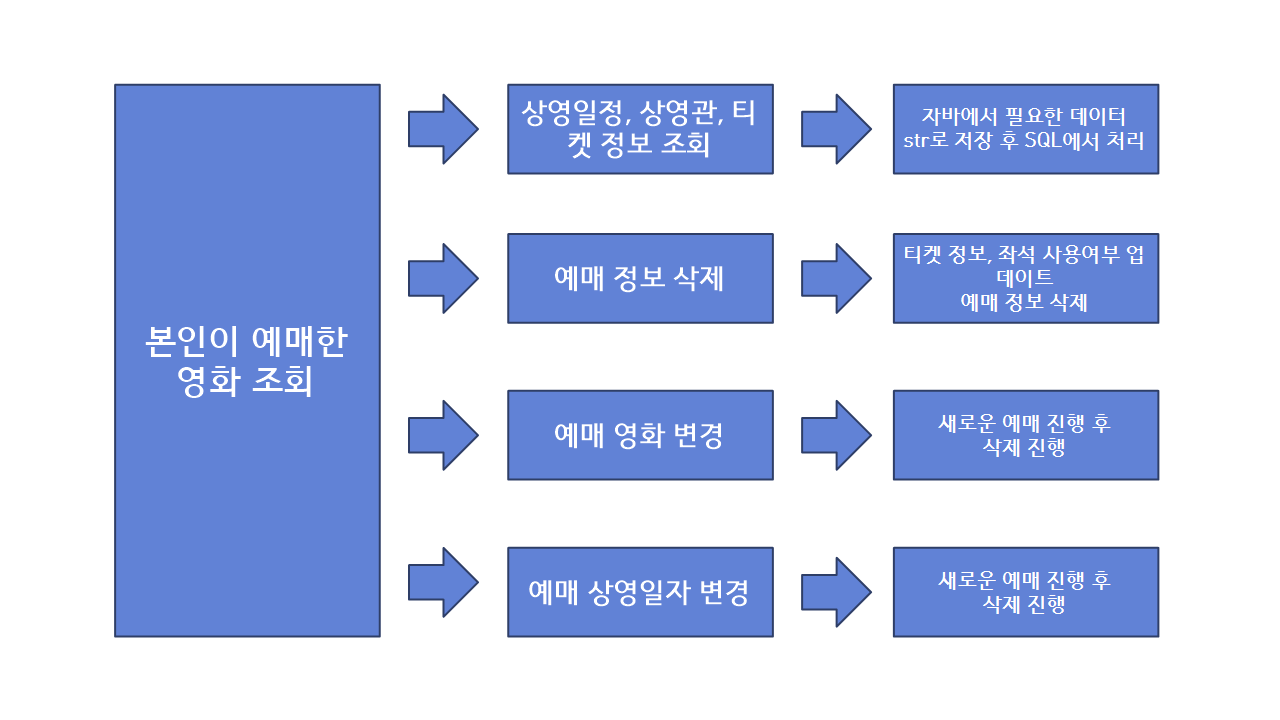 본인이 예매한
영화 조회
상영일정, 상영관, 티
켓 정보 조회
자바에서 필요한 데이터
str로 저장 후 SQL에서 처리
예매 정보 삭제
티켓 정보, 좌석 사용여부 업
데이트
예매 정보 삭제
예매 영화 변경
새로운 예매 진행 후
삭제 진행
예매 상영일자 변경
새로운 예매 진행 후
삭제 진행